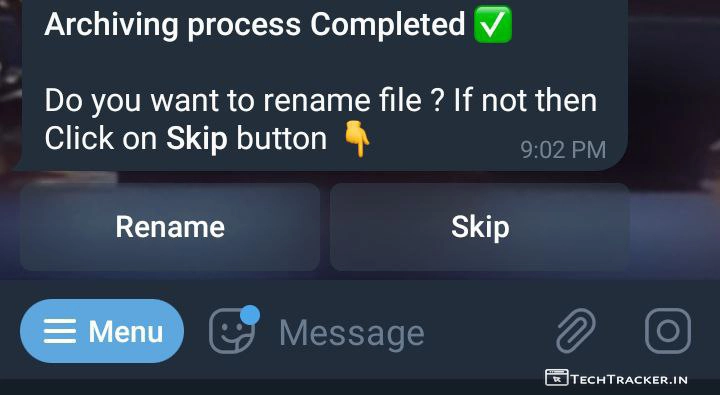 Archiving process Completed ✅
Do you want to rename file ? If not then
Click on Skip button 👇
9:02 PM
Rename Skip
Menu Message
TECHTRACKER.IN